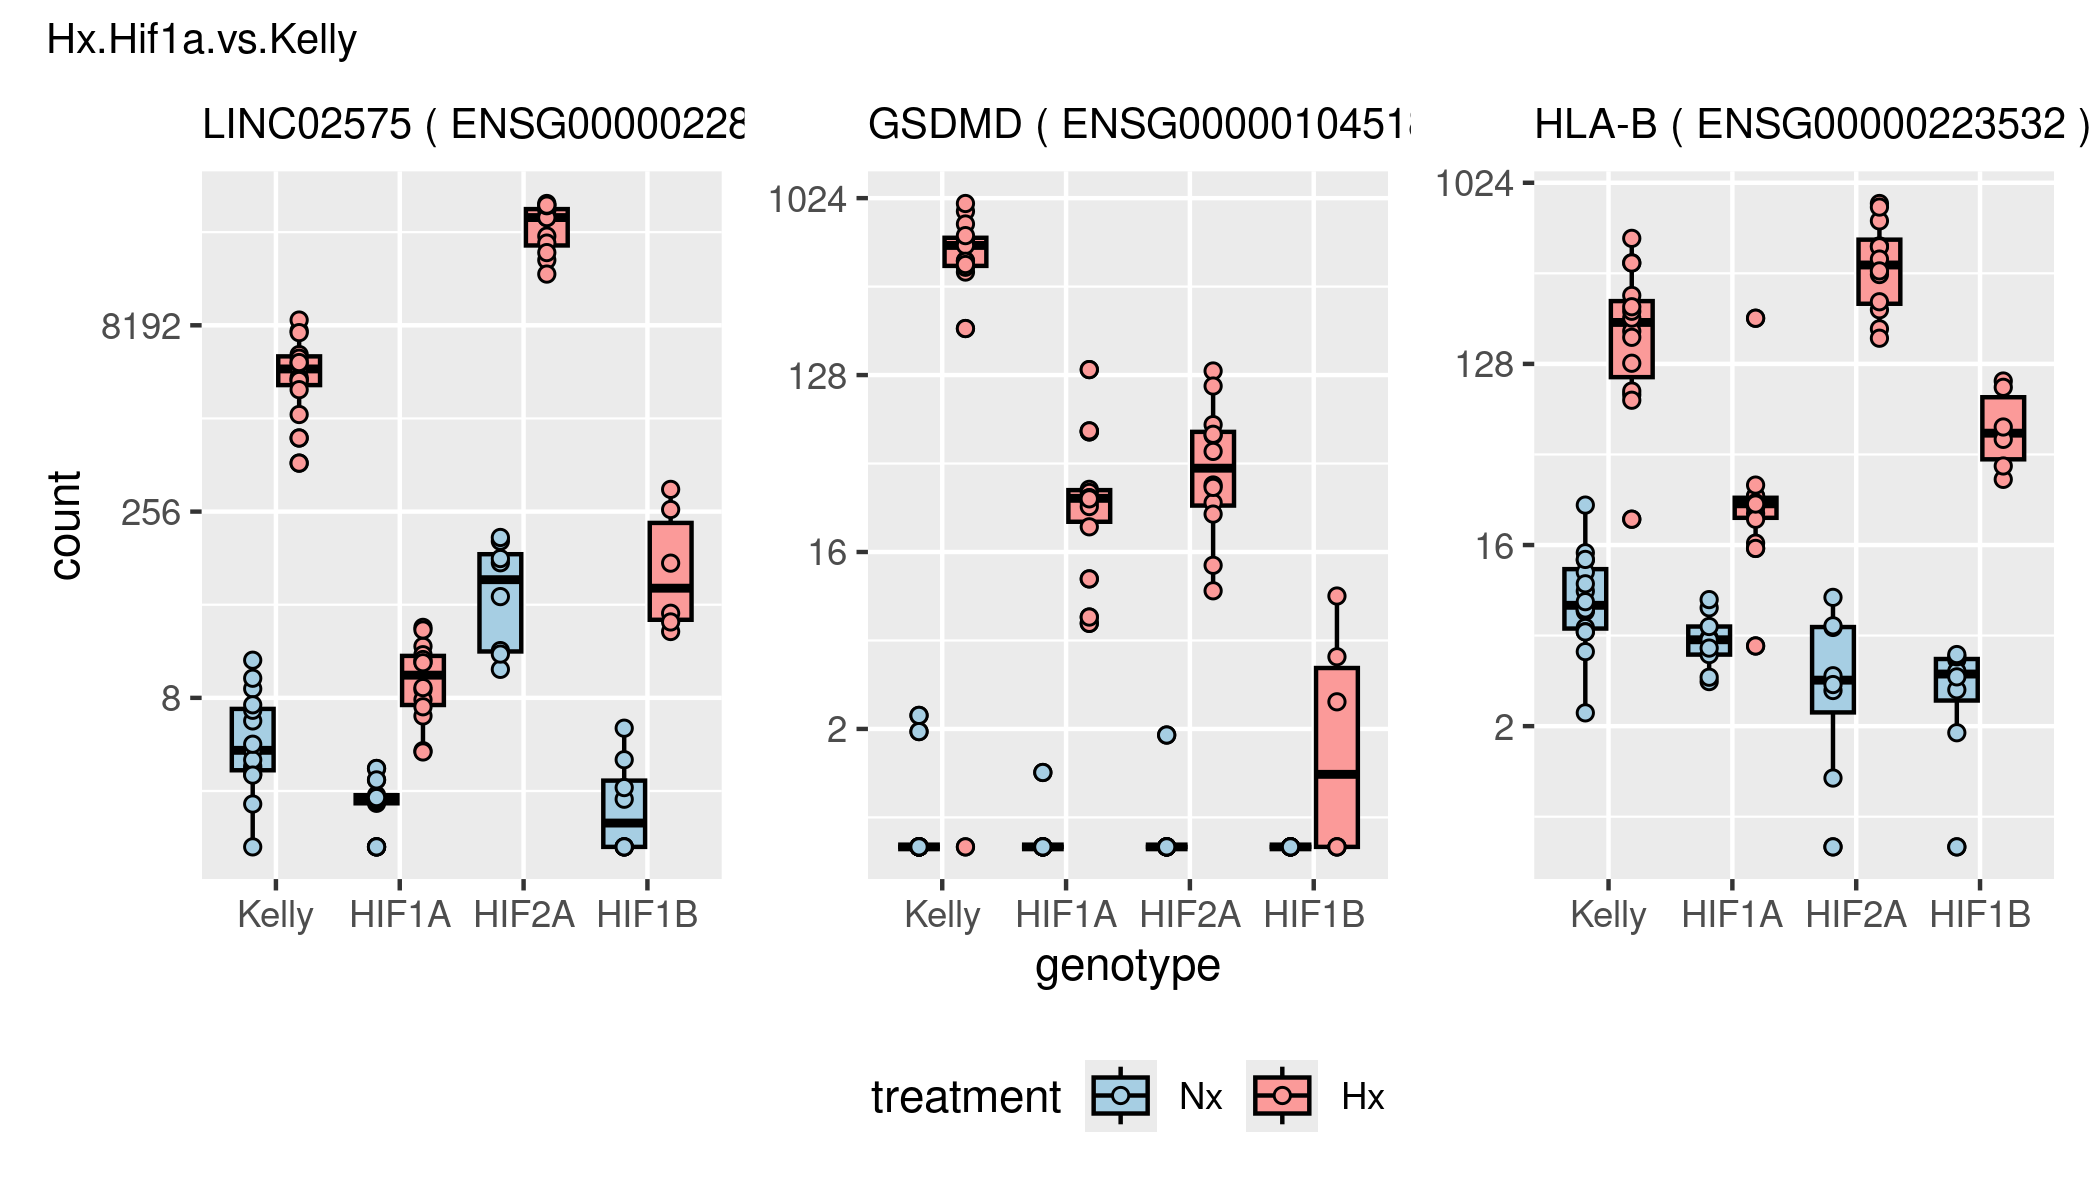 Hx.Hif1a.vs.Kelly
LINC02575 ( ENSG00000228
GSDMD ( ENSG00000104518
HLA-B ( ENSG00000223532 )
count
8192
256
8
1024
128
16
2
1024
128
16
2
Kelly HIF1A HIF2A HIF1B
Kelly HIF1A HIF2A HIF1B
Kelly HIF1A HIF2A HIF1B
genotype
treatment Nx Hx